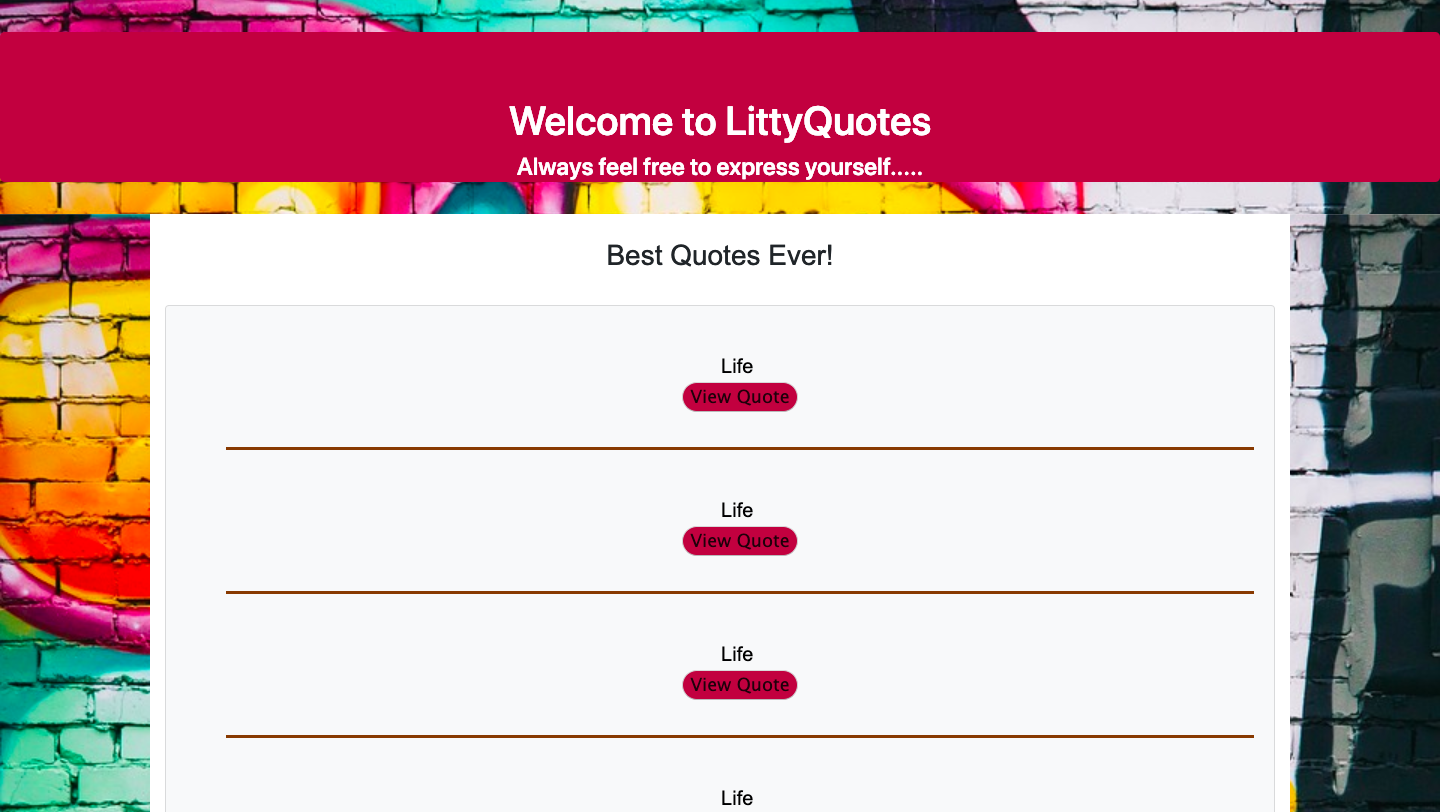 Welcome to LittyQuotes
Always feel free to express yourself.....
Best Quotes Ever!
Life
View Quote
Life
View Quote
Life
View Quote
Life